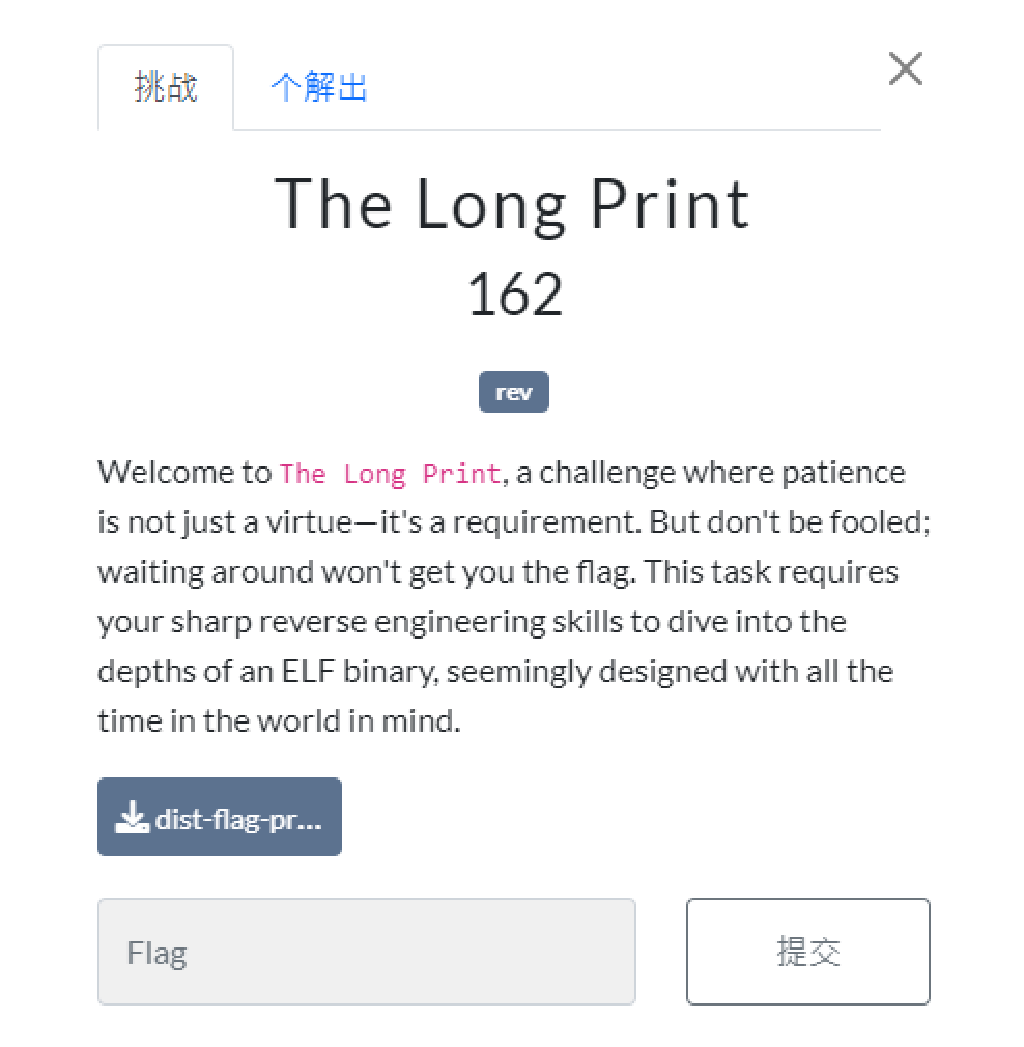 挑战
个解出
The Long Print
162
rev
Welcome to The Long Print, a challenge where patience
is not just a virtue—it's a requirement. But don't be fooled;
waiting around won't get you the flag. This task requires
your sharp reverse engineering skills to dive into the
depths of an ELF binary, seemingly designed with all the
time in the world in mind.
dist-flag-pr...
Flag
提交